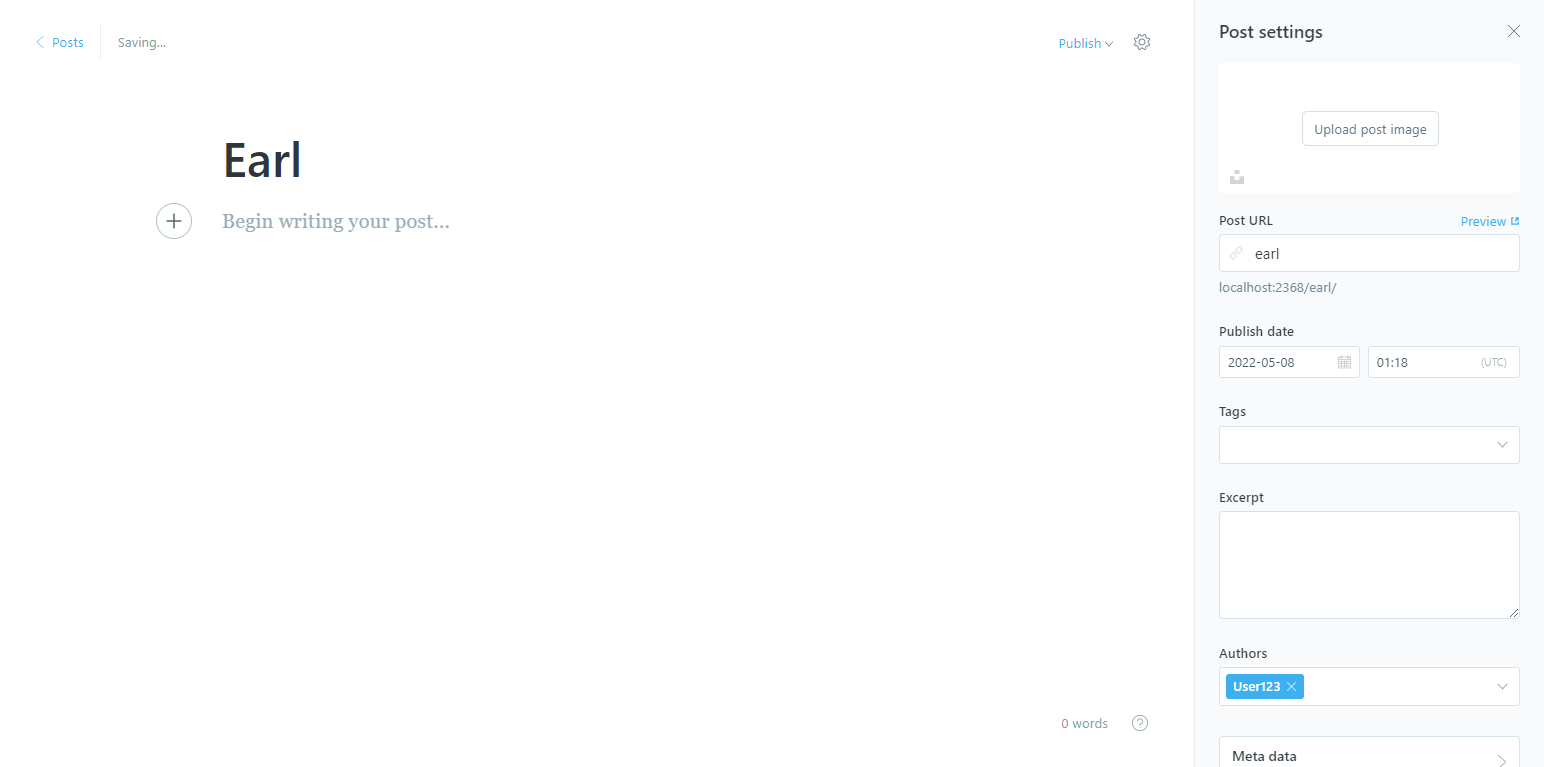 Posts
Saving...
Publish
Earl
Begin writing your post...
0 words
?
Post settings
Upload post image
Post URL
Preview
earl
localhost:2368/earl/
Publish date
2022-05-08
01:18
(UTC)
Tags
Excerpt
Authors
User123
Meta data